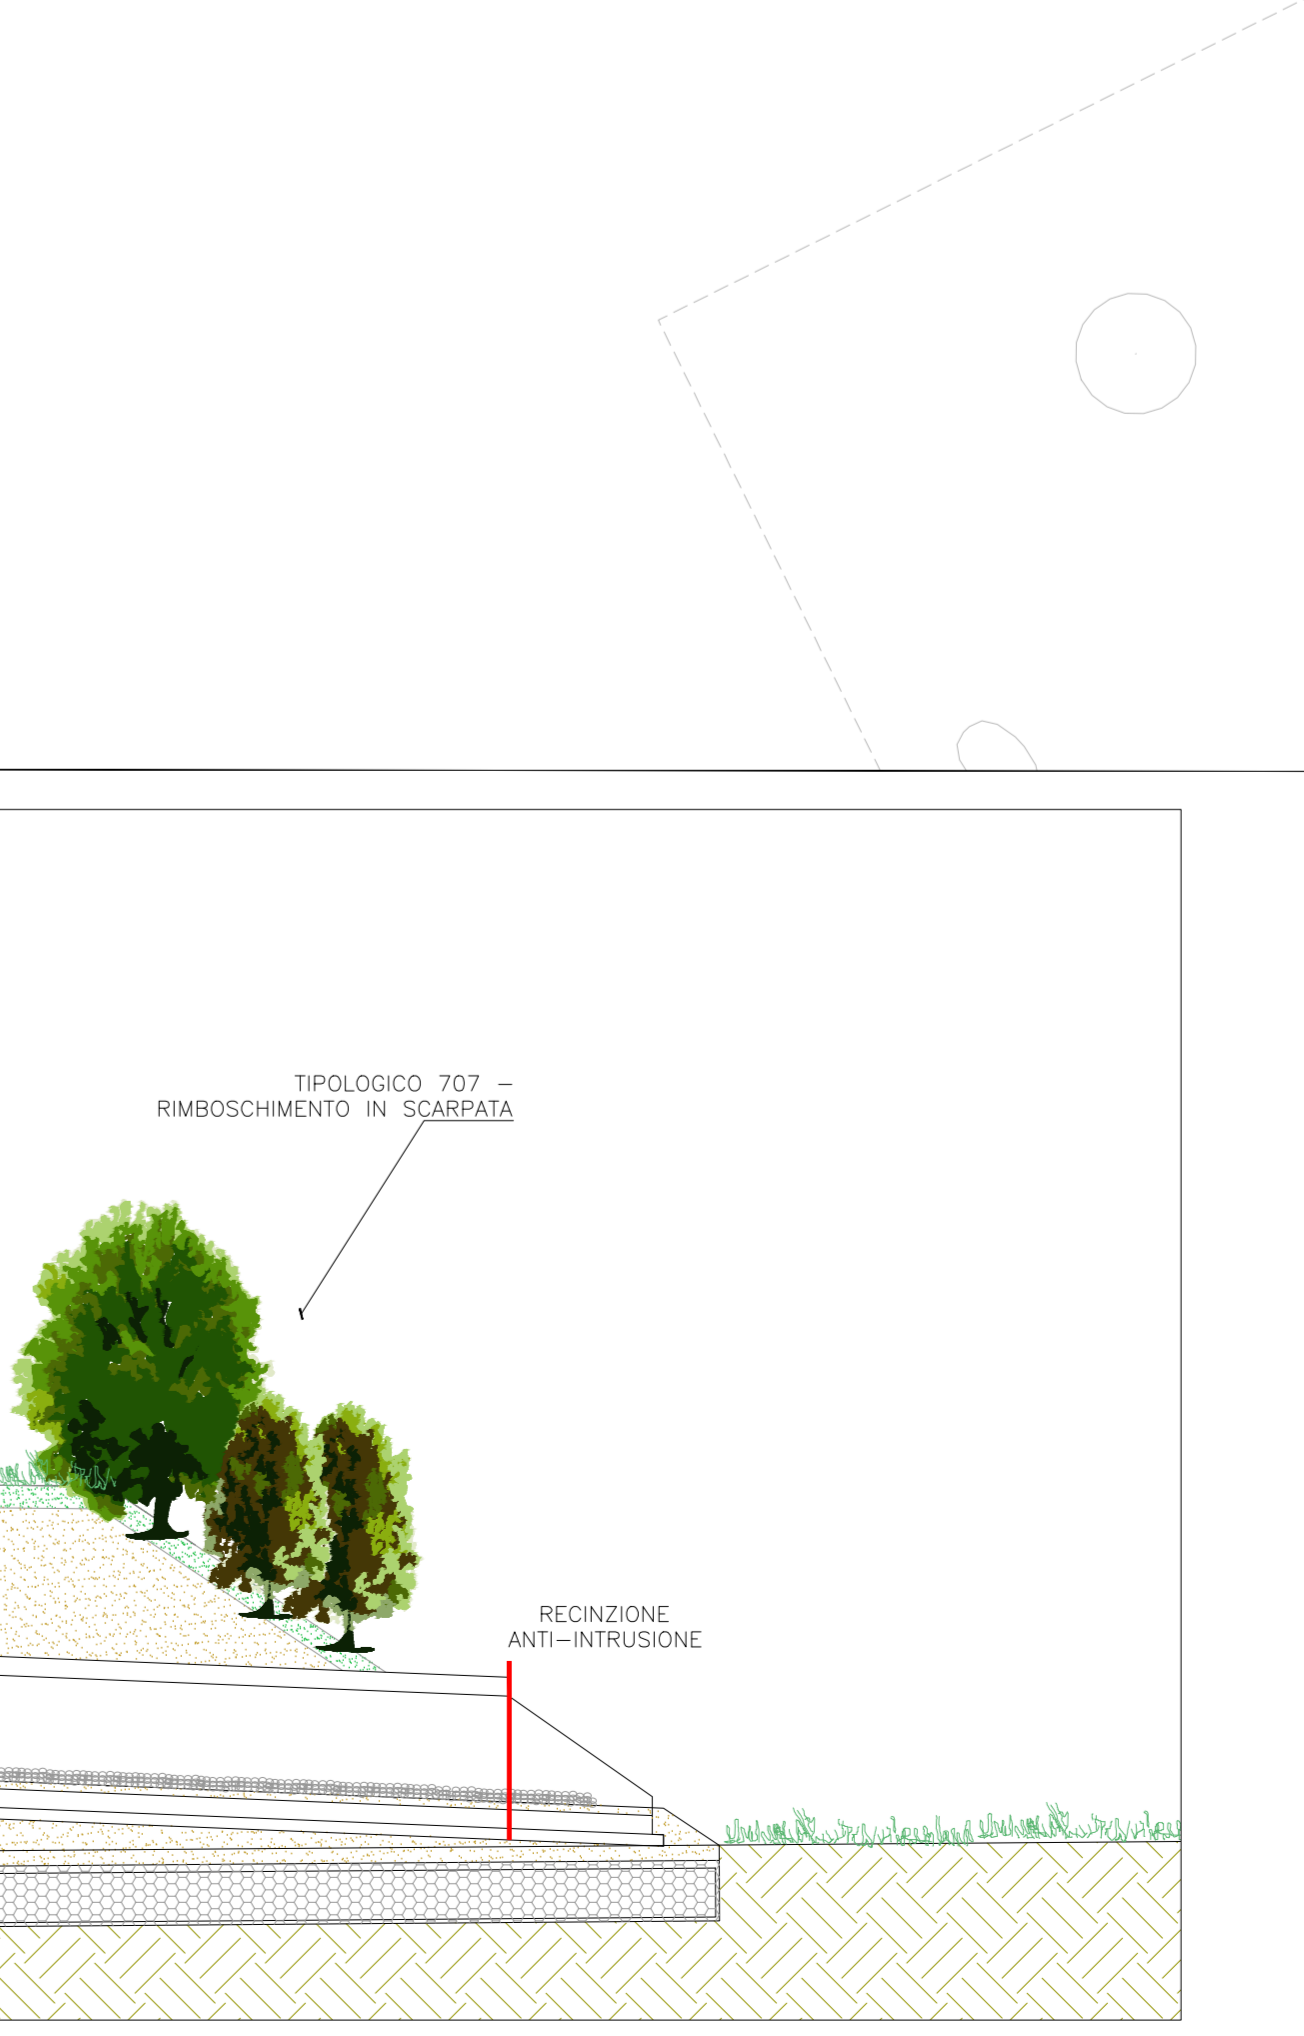 TIPOLOGICO 707 –
RIMBOSCHIMENTO IN SCARPATA
RECINZIONE
ANTI–INTRUSIONE